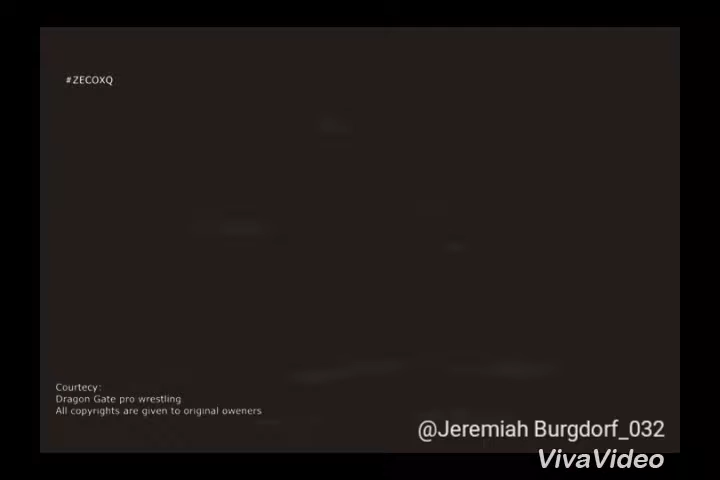 #ZECOXQ
Courtecy:
Dragon Gate pro wrestling
All copyrights are given to original oweners
@Jeremiah Burgdorf_032
VivaVideo